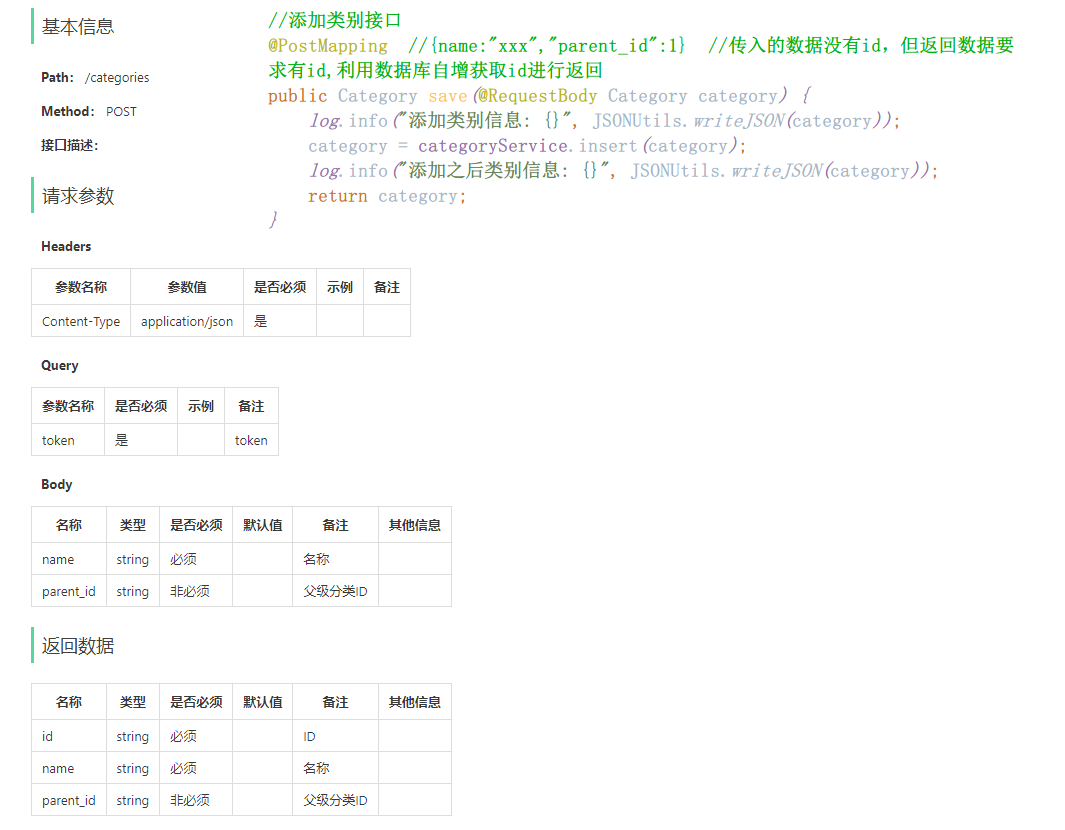 基本信息
//添加类别接口
@PostMapping //{name:"xxx","parent_id":1} //传入的数据没有id，但返回数据要
求有id,利用数据库自增获取id进行返回
public Category save(@RequestBody Category category) {
log.info("添加类别信息: {}", JSONUtils.writeJSON(category));
category = categoryService.insert(category);
log.info("添加之后类别信息: {}", JSONUtils.writeJSON(category));
return category;
}
Path: /categories
Method: POST
接口描述:
请求参数
Headers
参数名称 参数值 是否必须 示例 备注
Content-Type application/json 是
Query
参数名称 是否必须 示例 备注
token 是 token
Body
名称 类型 是否必须 默认值 备注 其他信息
name string 必须 名称
parent_id string 非必须 父级分类ID
返回数据
名称 类型 是否必须 默认值 备注 其他信息
id string 必须 ID
name string 必须 名称
parent_id string 非必须 父级分类ID